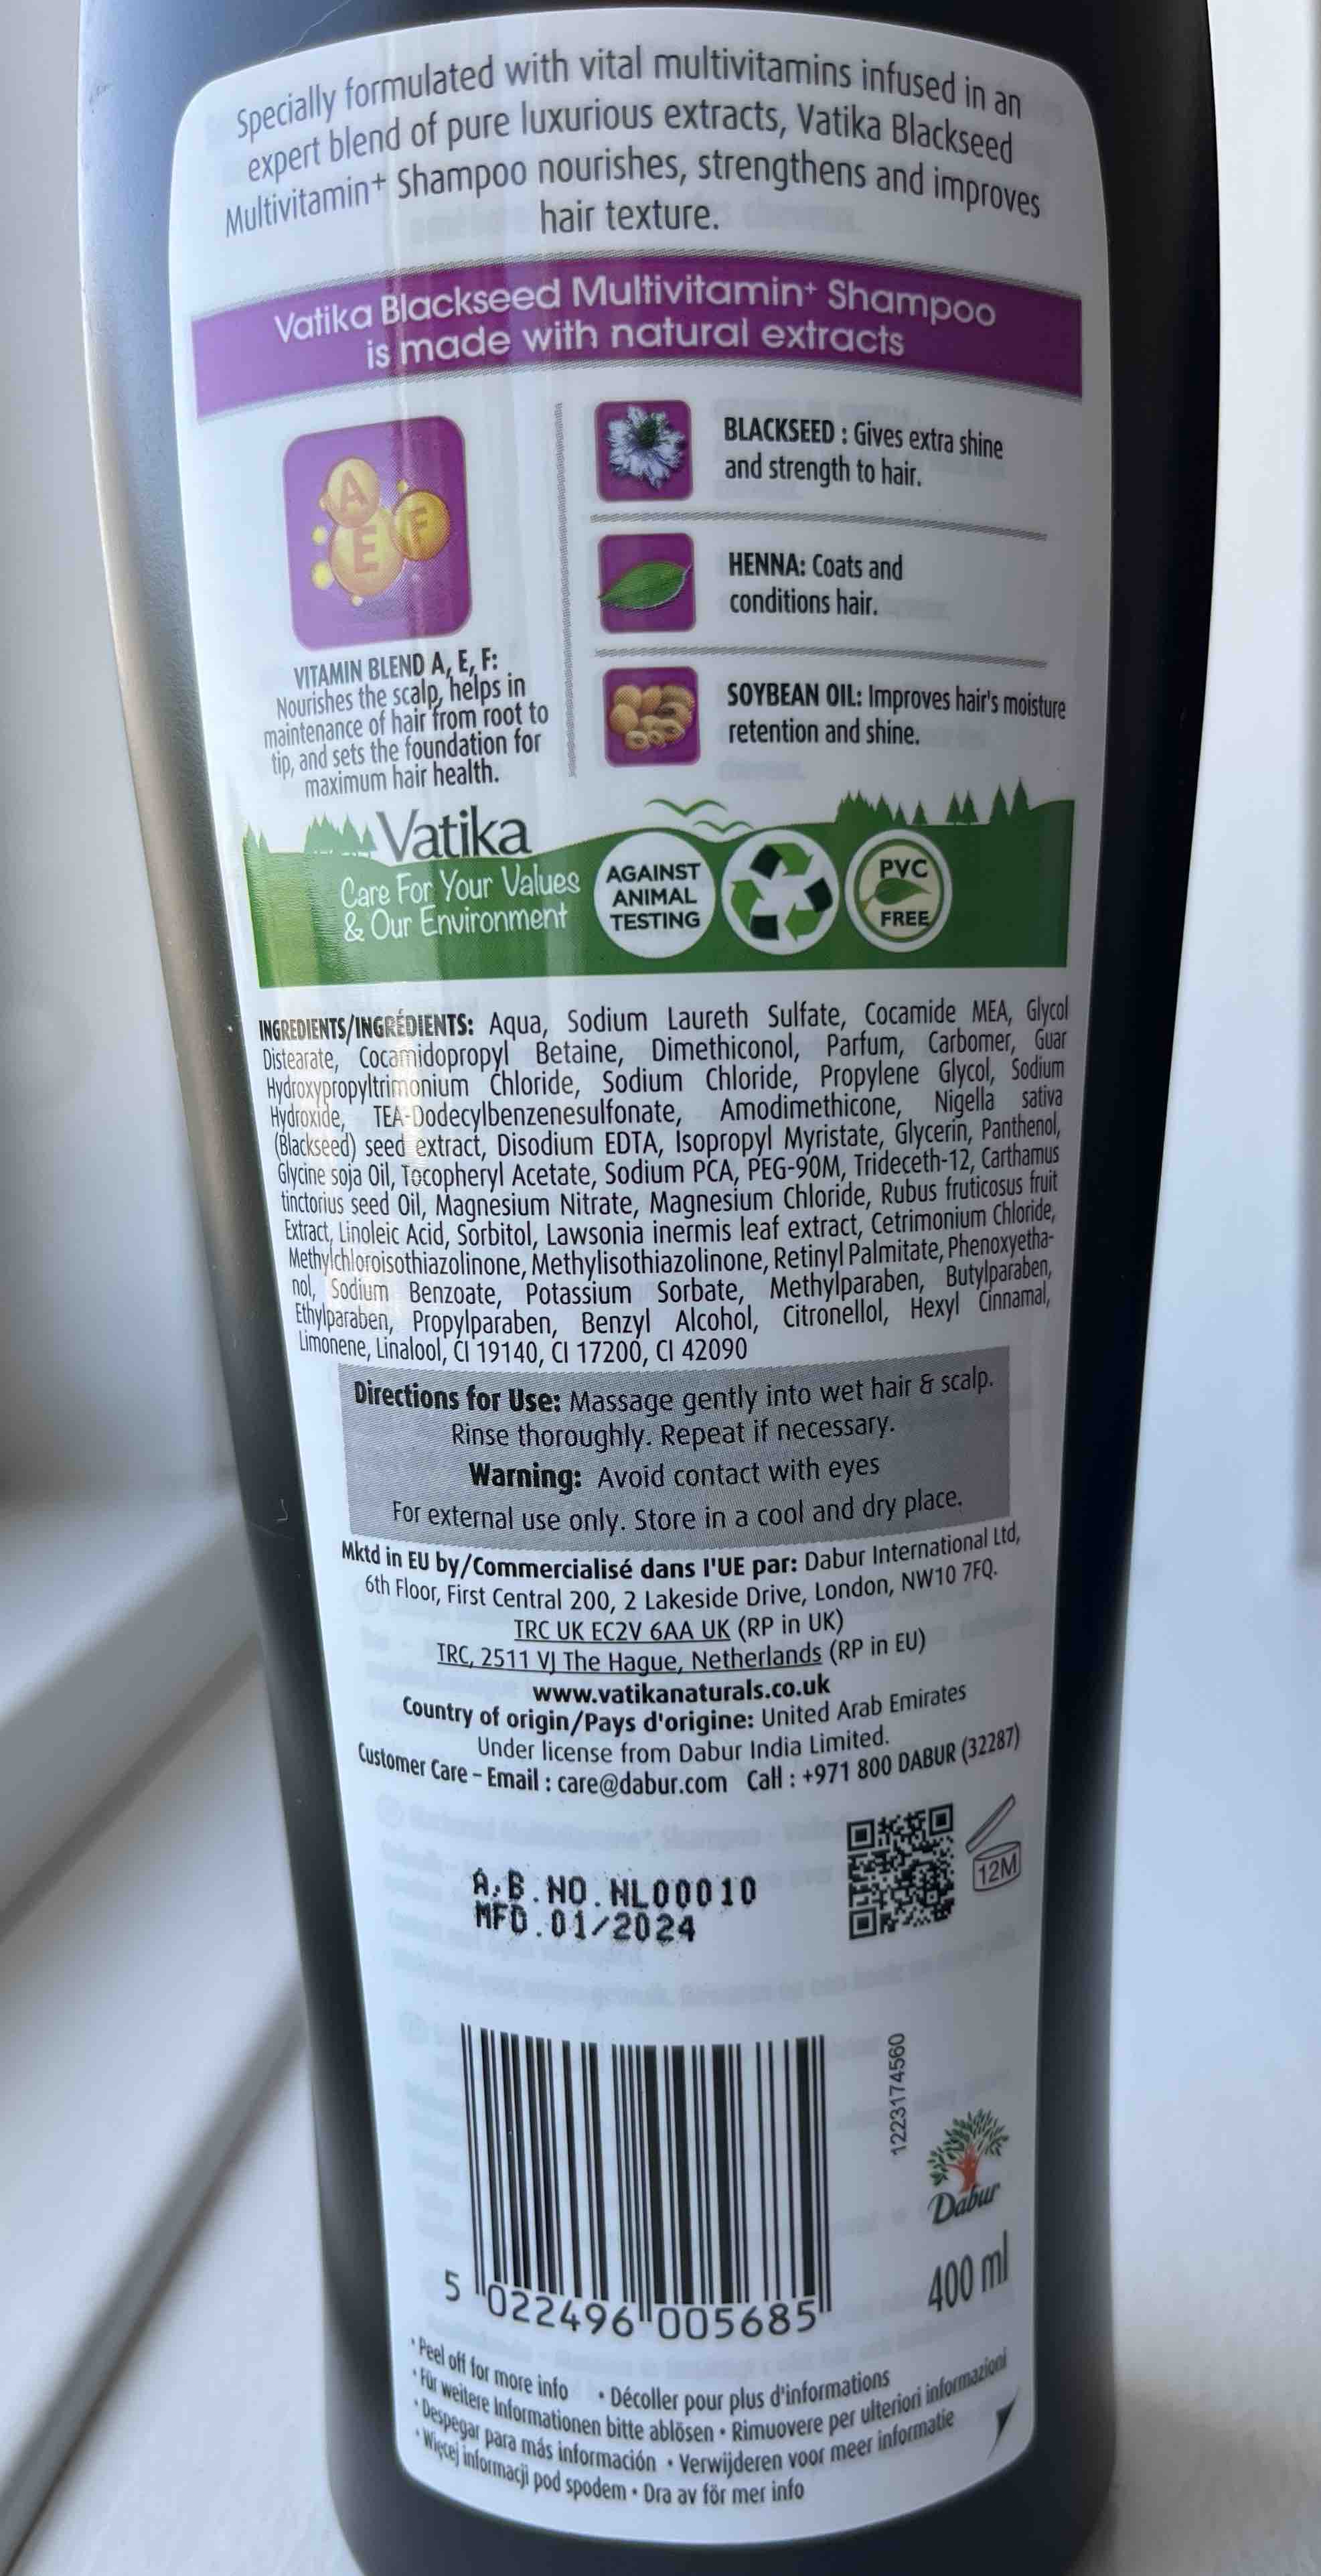 Specially formulated with vital multivitamins infused in an
expert blend of pure luxurious extracts, Vatika Blackseed
Multivitamin+ Shampoo nourishes, strengthens and improves
hair texture.
Vatika Blackseed Multivitamin+ Shampoo
is made with natural extracts
A
E
F
VITAMIN BLEND A, E, F:
Nourishes the scalp, helps in
maintenance of hair from root to
tip, and sets the foundation for
maximum hair health.
BLACKSEED : Gives extra shine
and strength to hair.
HENNA: Coats and
conditions hair.
SOYBEAN OIL: Improves hair's moisture
retention and shine.
Vatika
Care For Your Values
& Our Environment
AGAINST
ANIMAL
TESTING
PVC
FREE
INGREDIENTS/INGRÉDIENTS: Aqua, Sodium Laureth Sulfate, Cocamide MEA, Glycol
Distearate, Cocamidopropyl Betaine, Dimethiconol, Parfum, Carbomer, Guar
Hydroxypropyltrimonium Chloride, Sodium Chloride, Propylene Glycol, Sodium
Hydroxide, TEA-Dodecylbenzenesulfonate, Amodimethicone, Nigella sativa
(Blackseed) seed extract, Disodium EDTA, Isopropyl Myristate, Glycerin, Panthenol,
Glycine soja Oil, Tocopheryl Acetate, Sodium PCA, PEG-90M, Trideceth-12, Carthamus
tinctorius seed Oil, Magnesium Nitrate, Magnesium Chloride, Rubus fruticosus fruit
Extract, Linoleic Acid, Sorbitol, Lawsonia inermis leaf extract, Cetrimonium Chloride,
Methylchloroisothiazolinone, Methylisothiazolinone, Retinyl Palmitate, Phenoxyetha-
nol, Sodium Benzoate, Potassium Sorbate, Methylparaben, Butylparaben,
Ethylparaben, Propylparaben, Benzyl Alcohol, Citronellol, Hexyl Cinnamal,
Limonene, Linalool, CI 19140, CI 17200, CI 42090
Directions for Use: Massage gently into wet hair & scalp.
Rinse thoroughly. Repeat if necessary.
Warning: Avoid contact with eyes
For external use only. Store in a cool and dry place.
Mktd in EU by/Commercialisé dans l'UE par: Dabur International Ltd,
6th Floor, First Central 200, 2 Lakeside Drive, London, NW10 7FQ.
TRC UK EC2V 6AA UK (RP in UK)
TRC, 2511 VJ The Hague, Netherlands (RP in EU)
www.vatikanaturals.co.uk
Country of origin/Pays d'origine: United Arab Emirates
Under license from Dabur India Limited.
Customer Care - Email : care@dabur.com Call : +971 800 DABUR (32287)
A.B.NO.NL00010
MFD.01/2024
12M
1223174560
Dabur
400 ml
5 022496 005685
• Peel off for more info • Décoller pour plus d'informations
• Für weitere Informationen bitte ablösen • Rimuovere per ulteriori informazioni
• Despegar para más información • Verwijderen voor meer informatie
• Więcej informacji pod spodem • Dra av för mer info